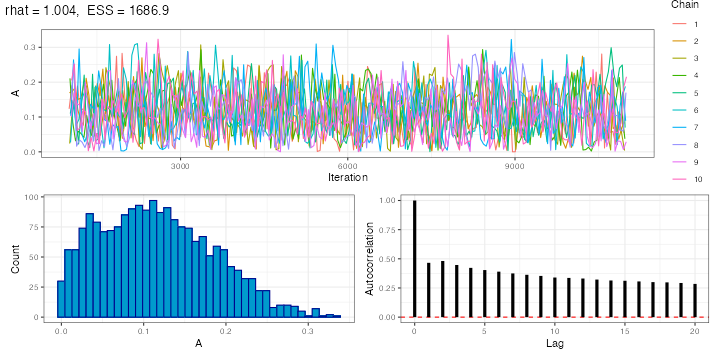 rhat = 1.004,  ESS = 1686.9
Chain
1
2
3
4
5
6
7
8
9
10
A
0.3
0.2
0.1
0.0
3000 6000 9000
Iteration
Count
100
75
50
25
0
0.0 0.1 0.2 0.3
A
Autocorrelation
1.00
0.75
0.50
0.25
0.00
0 5 10 15 20
Lag